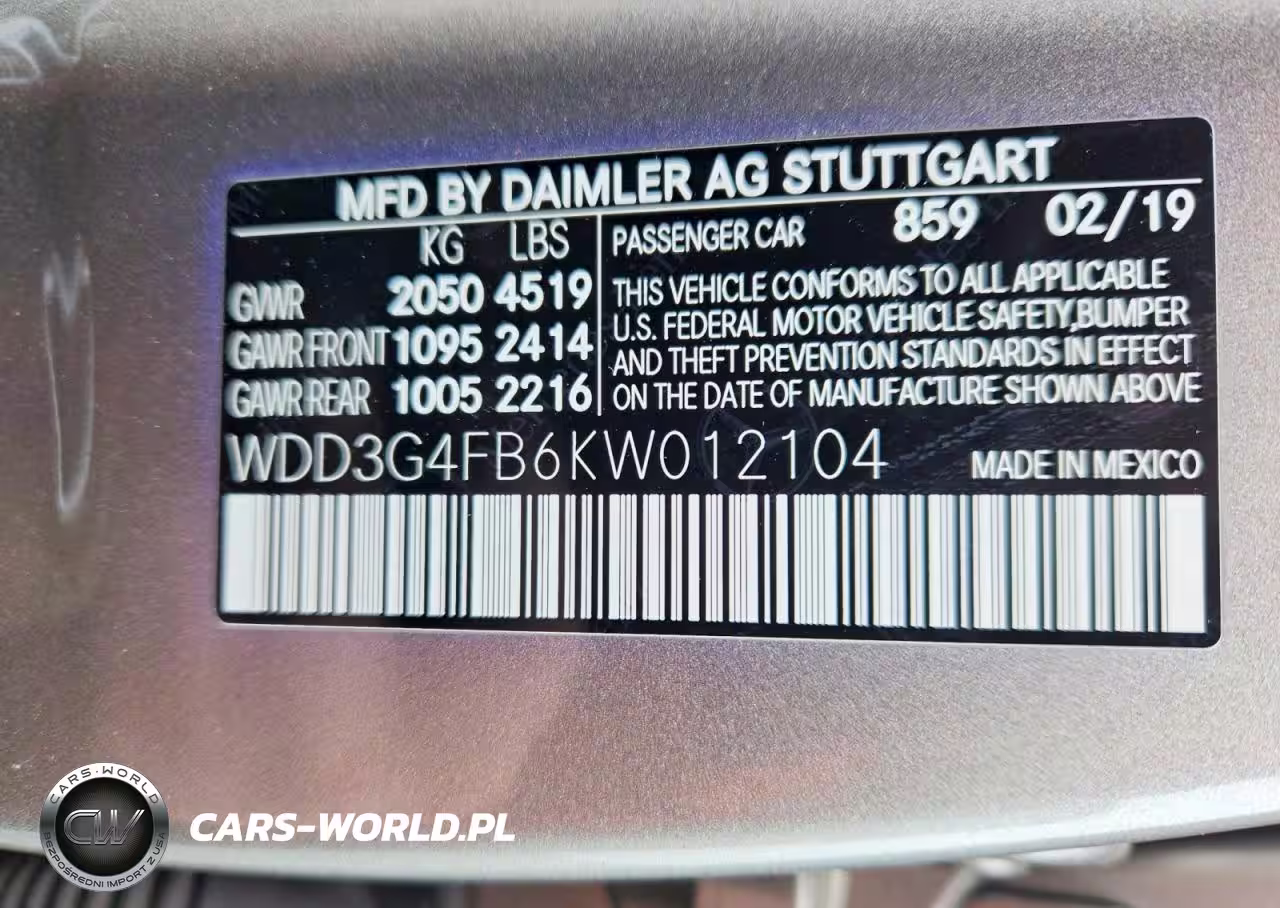 MFD BY DAIMLER AG STUTTGART
KG LBS
GVWR 2050 4519
GAWR FRONT 1095 2414
GAWR REAR 1005 2216
PASSENGER CAR 859 02/19
THIS VEHICLE CONFORMS TO ALL APPLICABLE
U.S. FEDERAL MOTOR VEHICLE SAFETY,BUMPER
AND THEFT PREVENTION STANDARDS IN EFFECT
ON THE DATE OF MANUFACTURE SHOWN ABOVE
WDD3G4FB6KW012104 MADE IN MEXICO
CARS-WORLD
CW
BEZPOŚREDNI IMPORT Z USA
CARS-WORLD.PL